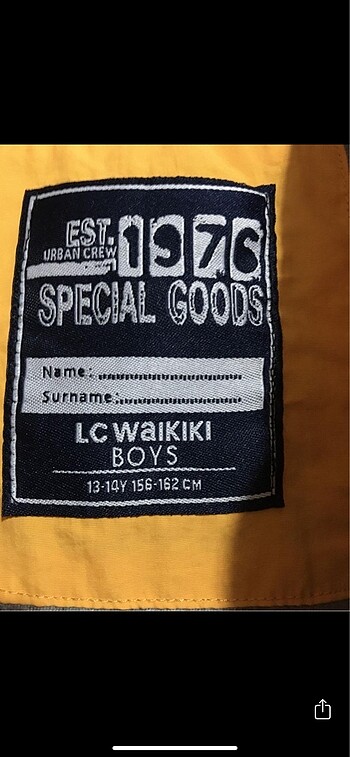 EST. 1976
URBAN CREW
SPECIAL GOODS
Name:
Surname:
LC WaIKIKI
BOYS
13-14Y 156-162 CM